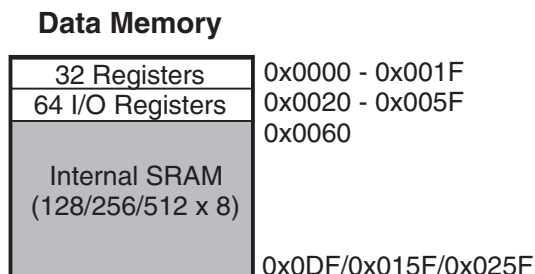 Data Memory
32 Registers 0x0000 - 0x001F
64 I/O Registers 0x0020 - 0x005F
0x0060
Internal SRAM
(128/256/512 x 8)
0x0DF/0x015F/0x025F